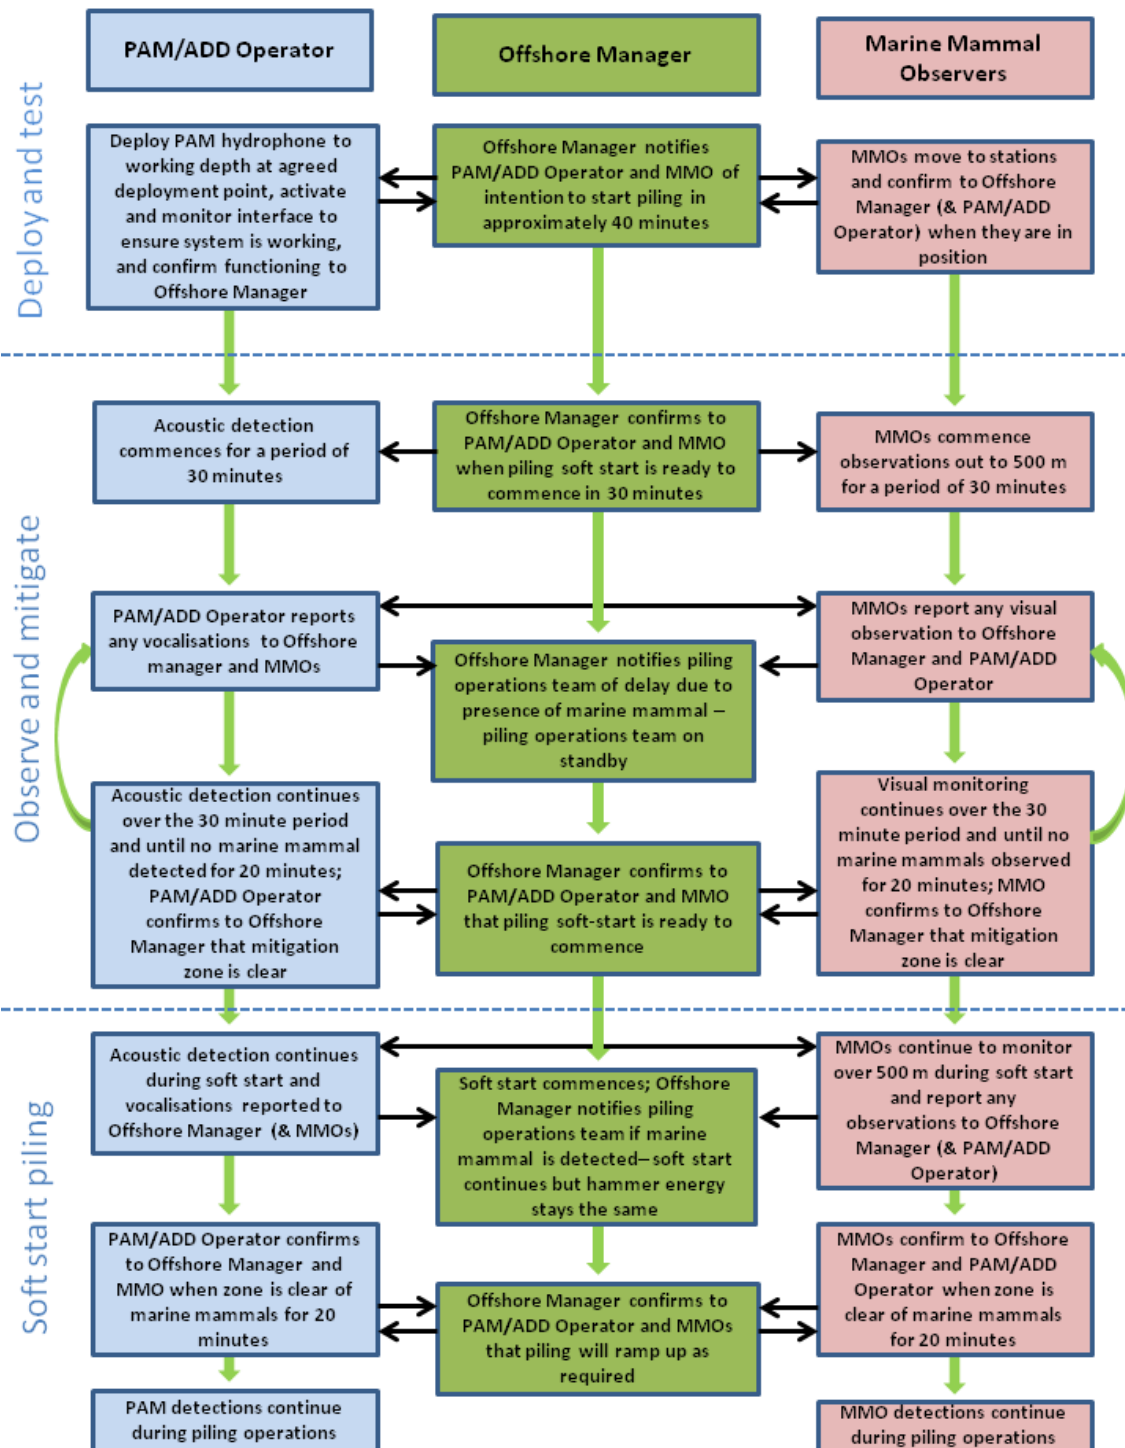 PAM/ADD Operator
Offshore Manager
Marine Mammal
Observers
Deploy and test
Deploy PAM hydrophone to
working depth at agreed
deployment point, activate
and monitor interface to
ensure system is working,
and confirm functioning to
Offshore Manager
Offshore Manager notifies
PAM/ADD Operator and MMO of
intention to start piling in
approximately 40 minutes
MMOs move to stations
and confirm to Offshore
Manager (& PAM/ADD
Operator) when they are in
position
Observe and mitigate
Acoustic detection
commences for a period of
30 minutes
Offshore Manager confirms to
PAM/ADD Operator and MMO
when piling soft start is ready to
commence in 30 minutes
MMOs commence
observations out to 500 m
for a period of 30 minutes
PAM/ADD Operator reports
any vocalisations to Offshore
manager and MMOs
Offshore Manager notifies piling
operations team of delay due to
presence of marine mammal –
piling operations team on
standby
MMOs report any visual
observation to Offshore
Manager and PAM/ADD
Operator
Acoustic detection continues
over the 30 minute period
and until no marine mammal
detected for 20 minutes;
PAM/ADD Operator
confirms to Offshore
Manager that mitigation
zone is clear
Offshore Manager confirms to
PAM/ADD Operator and MMO
that piling soft-start is ready to
commence
Visual monitoring
continues over the 30
minute period and until no
marine mammals observed
for 20 minutes; MMO
confirms to Offshore
Manager that mitigation
zone is clear
Soft start piling
Acoustic detection continues
during soft start and
vocalisations reported to
Offshore Manager (& MMOs)
Soft start commences; Offshore
Manager notifies piling
operations team if marine
mammal is detected– soft start
continues but hammer energy
stays the same
MMOs continue to monitor
over 500 m during soft start
and report any
observations to Offshore
Manager (& PAM/ADD
Operator)
PAM/ADD Operator confirms
to Offshore Manager and
MMO when zone is clear of
marine mammals for 20
minutes
Offshore Manager confirms to
PAM/ADD Operator and MMOs
that piling will ramp up as
required
MMOs confirm to Offshore
Manager and PAM/ADD
Operator when zone is
clear of marine mammals
for 20 minutes
PAM detections continue
during piling operations
MMO detections continue
during piling operations